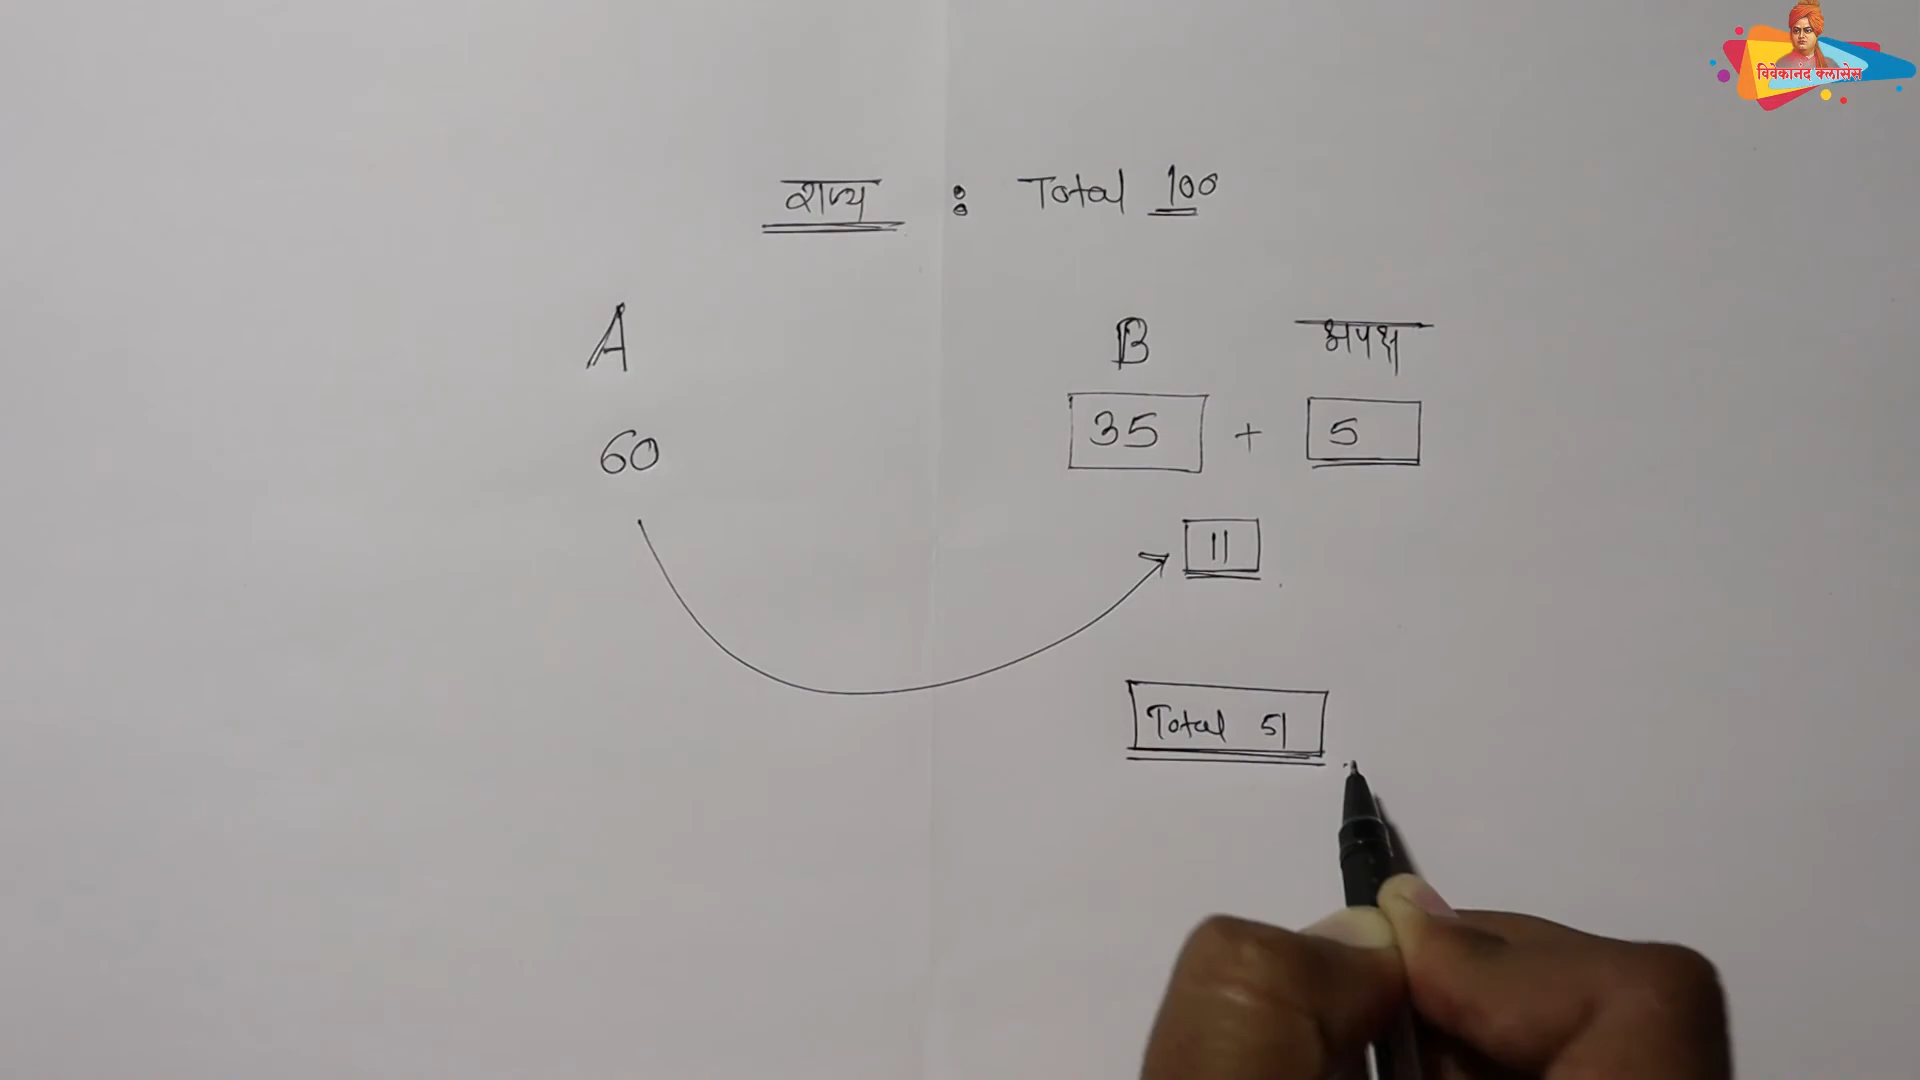 विवेकानंद क्लासेस
राज्य : Total 100
A B अपक्ष
60 35 + 5
11
Total 51